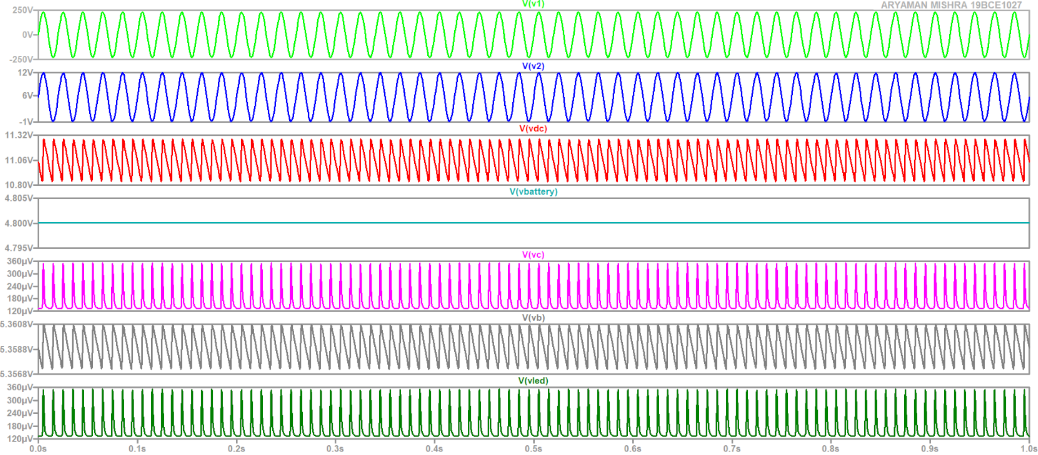 V(v1)
ARYAMAN MISHRA 19BCE1027
250V
0V
-250V
V(v2)
12V
6V
-1V
V(vdc)
11.32V
11.06V
10.80V
V(vbattery)
4.805V
4.800V
4.795V
V(vc)
360µV
300µV
240µV
180µV
120µV
V(vb)
5.3608V
5.3588V
5.3568V
V(vled)
360µV
300µV
240µV
180µV
120µV
0.0s 0.1s 0.2s 0.3s 0.4s 0.5s 0.6s 0.7s 0.8s 0.9s 1.0s